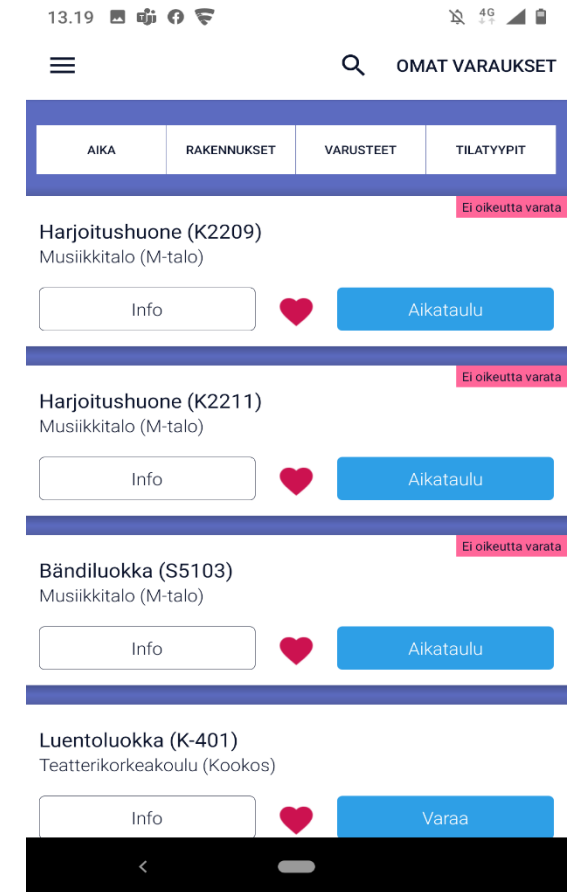 13.19 4G
OMAT VARAUKSET
AIKA RAKENNUKSET VARUSTEET TILATYYPIT
Ei oikeutta varata
Harjoitushuone (K2209)
Musiikkitalo (M-talo)
Info Aikataulu
Ei oikeutta varata
Harjoitushuone (K2211)
Musiikkitalo (M-talo)
Info Aikataulu
Ei oikeutta varata
Bändiluokka (S5103)
Musiikkitalo (M-talo)
Info Aikataulu
Luentoluokka (K-401)
Teatterikorkeakoulu (Kookos)
Info Varaa